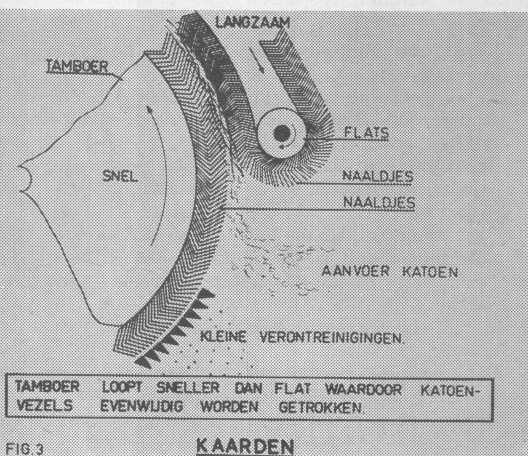 LANGZAAM
TAMBOER
FLATS
SNEL
NAALDJES
NAALDJES
AANVOER KATOEN
KLEINE VERONTREINIGINGEN.
TAMBOER LOOPT SNELLER DAN FLAT WAARDOOR KATOEN-
VEZELS EVENWIJDIG WORDEN GETROKKEN.
FIG.3 KAARDEN